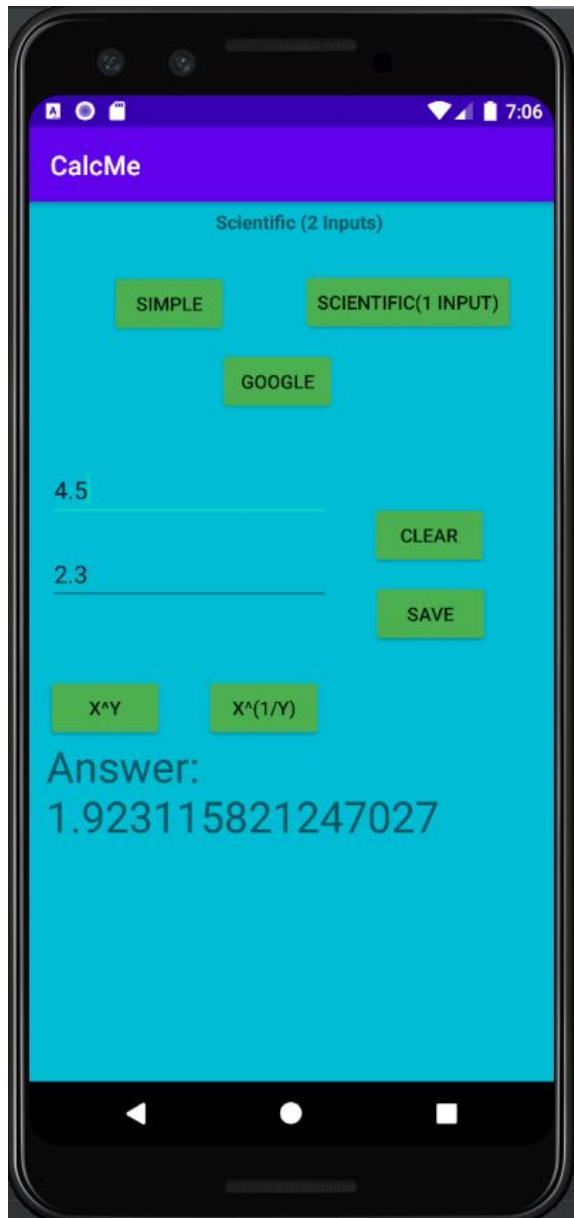 7:06
CalcMe
Scientific (2 Inputs)
SIMPLE
SCIENTIFIC(1 INPUT)
GOOGLE
4.5
CLEAR
2.3
SAVE
X^Y
X^(1/Y)
Answer:
1.923115821247027